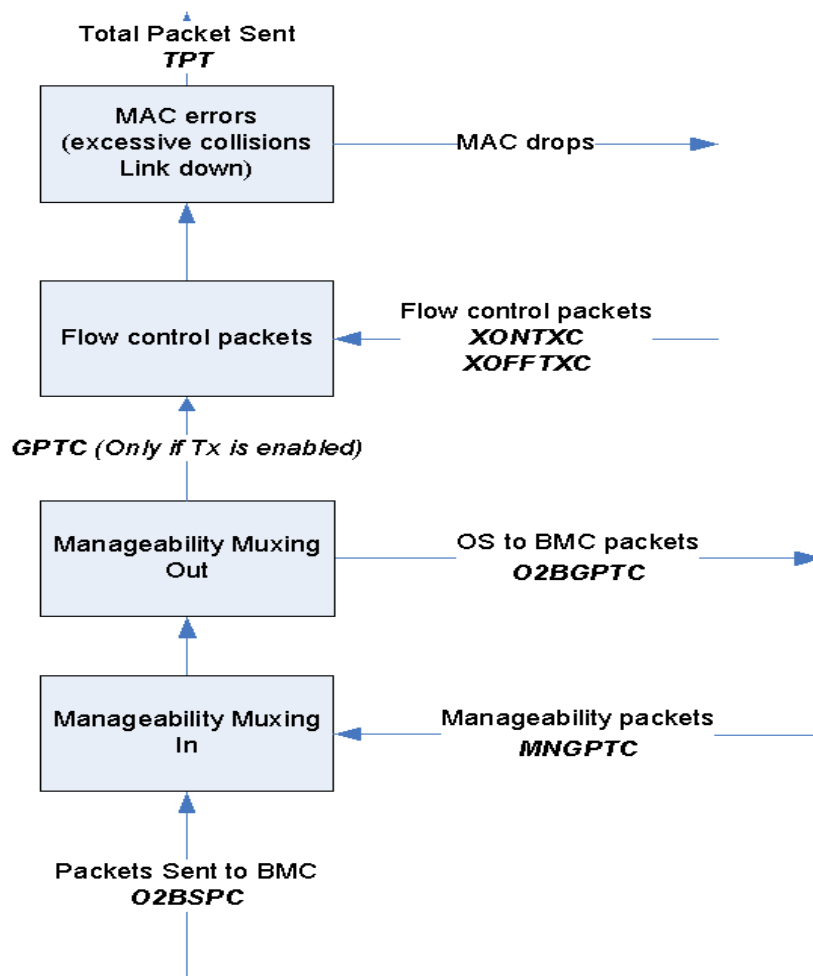 Total Packet Sent
TPT
MAC errors
(excessive collisions
Link down)
MAC drops
Flow control packets
Flow control packets
XONTXC
XOFFTXC
GPTC (Only if Tx is enabled)
Manageability Muxing
Out
OS to BMC packets
O2BGPTC
Manageability Muxing
In
Manageability packets
MNGPTC
Packets Sent to BMC
O2BSPC